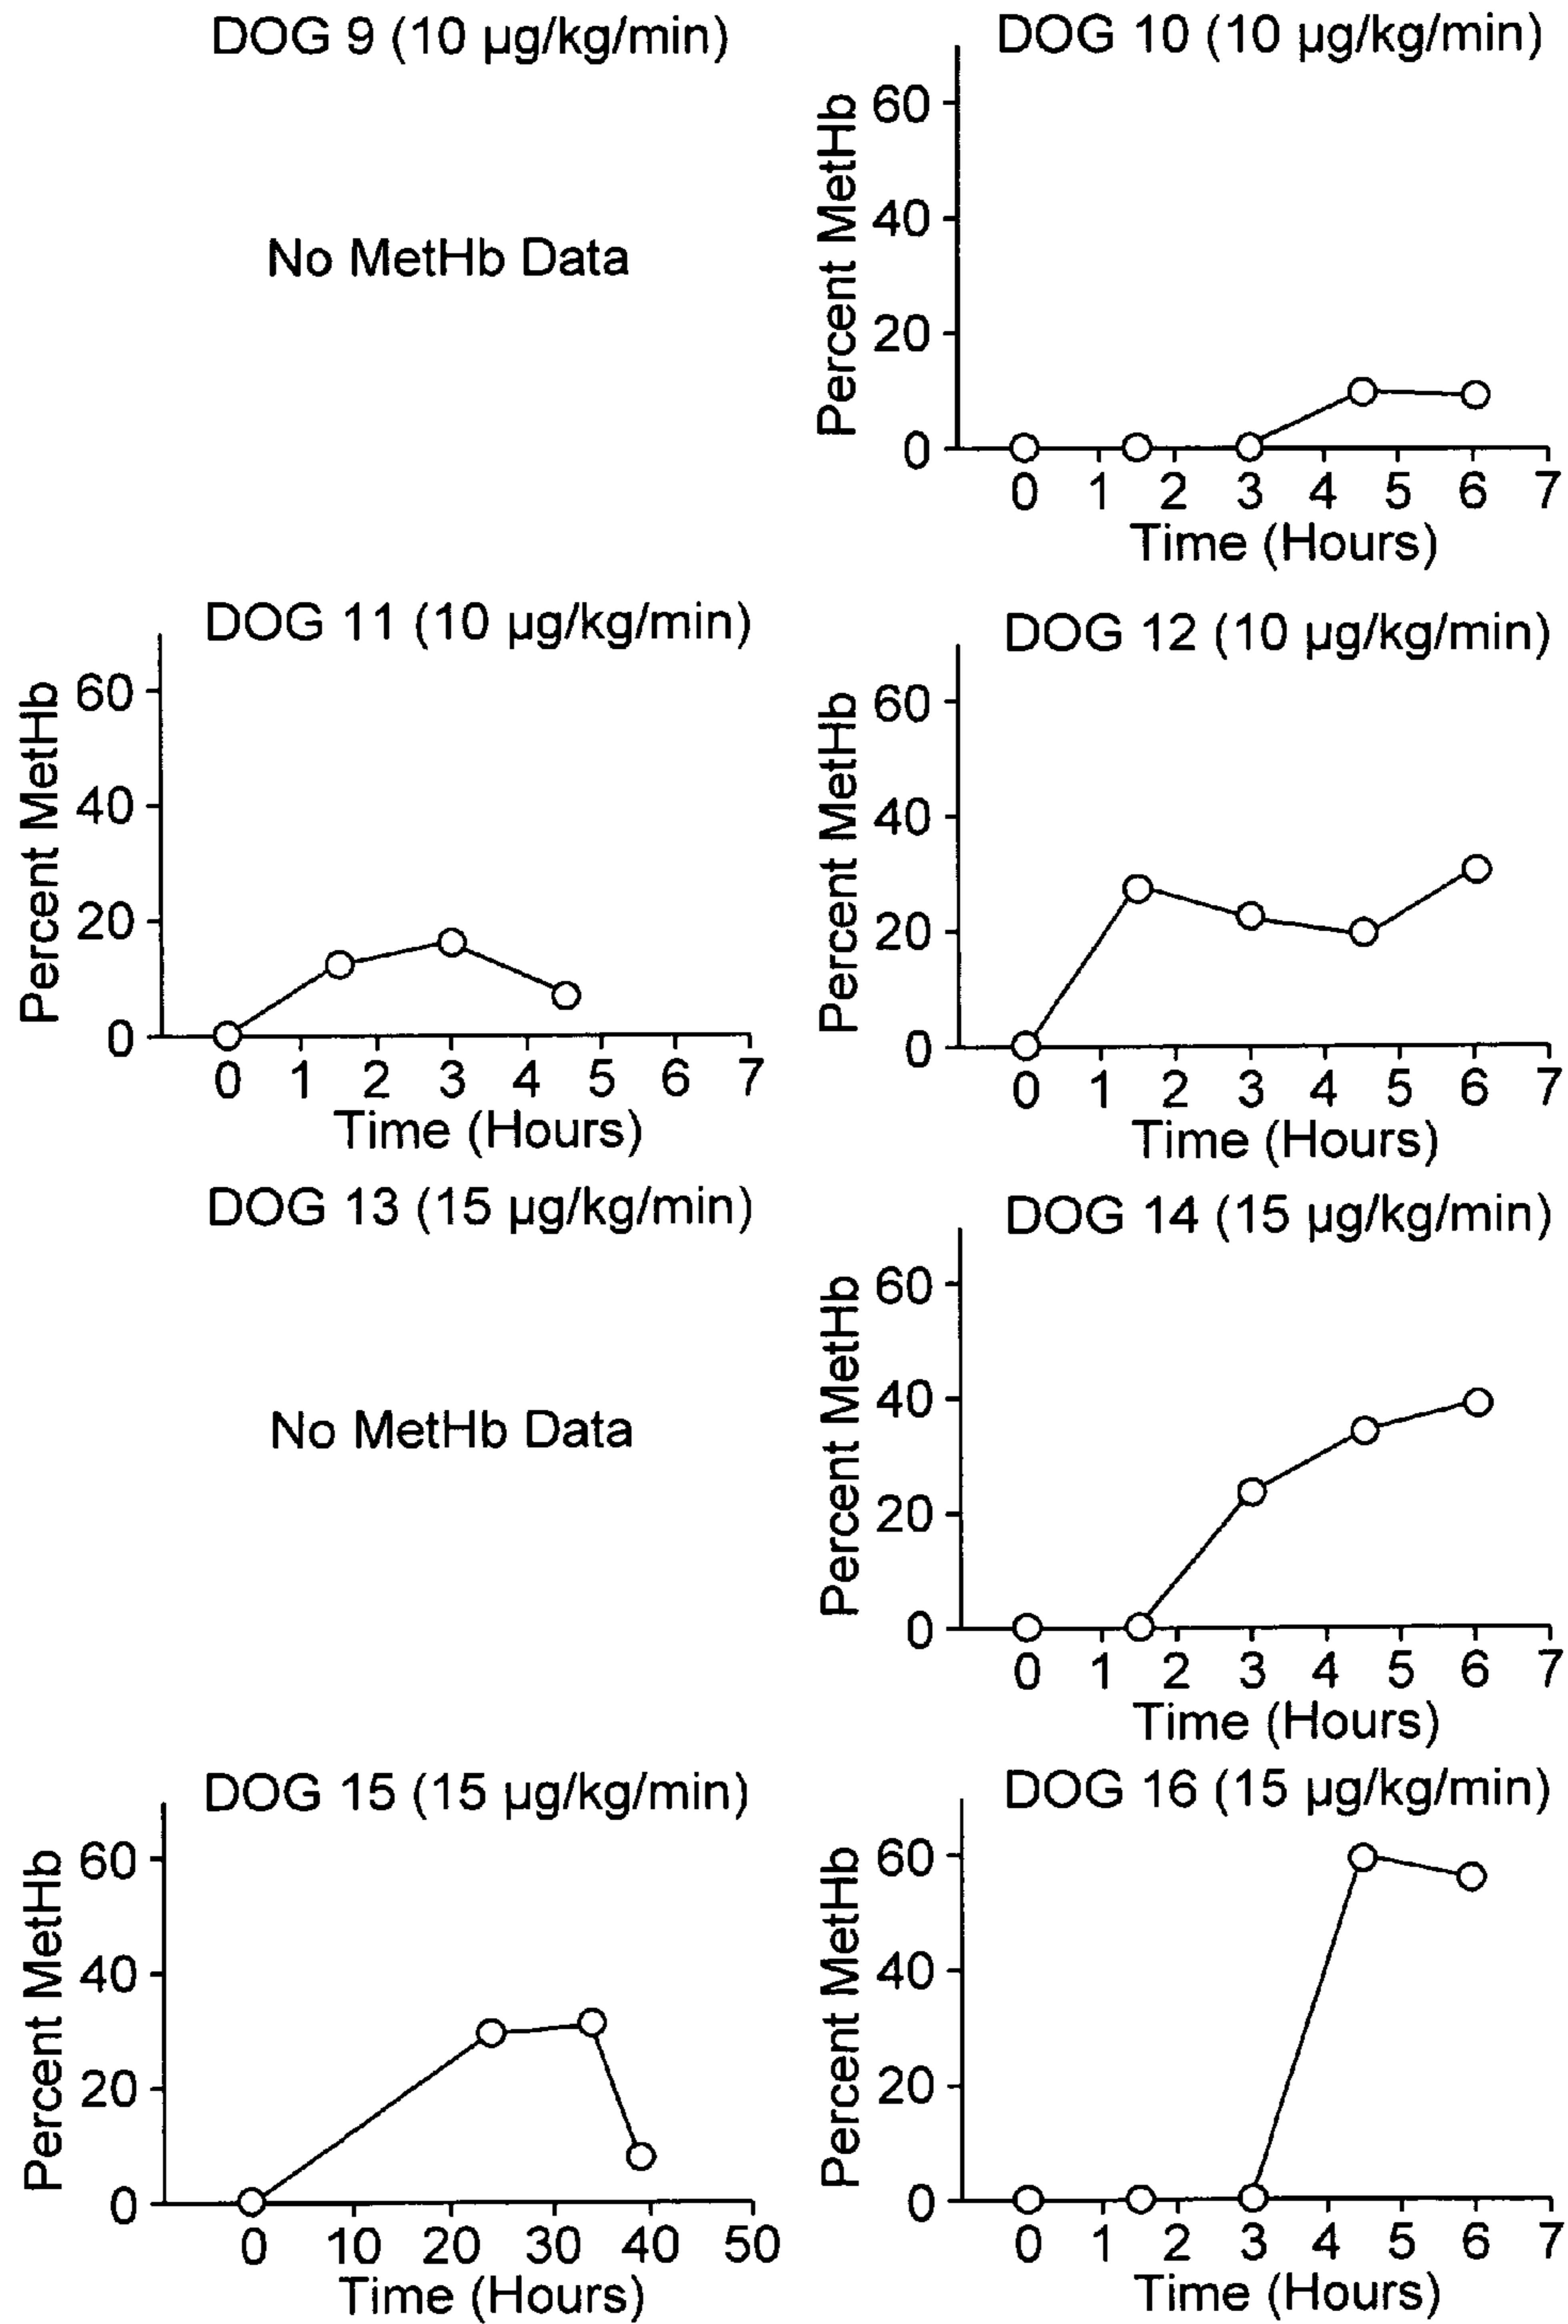 DOG 9 (10 µg/kg/min)
No MetHb Data
DOG 10 (10 µg/kg/min)
Percent MetHb
60
40
20
0
0 1 2 3 4 5 6 7
Time (Hours)
DOG 11 (10 µg/kg/min)
Percent MetHb
60
40
20
0
0 1 2 3 4 5 6 7
Time (Hours)
DOG 12 (10 µg/kg/min)
Percent MetHb
60
40
20
0
0 1 2 3 4 5 6 7
Time (Hours)
DOG 13 (15 µg/kg/min)
No MetHb Data
DOG 14 (15 µg/kg/min)
Percent MetHb
60
40
20
0
0 1 2 3 4 5 6 7
Time (Hours)
DOG 15 (15 µg/kg/min)
Percent MetHb
60
40
20
0
0 10 20 30 40 50
Time (Hours)
DOG 16 (15 µg/kg/min)
Percent MetHb
60
40
20
0
0 1 2 3 4 5 6 7
Time (Hours)